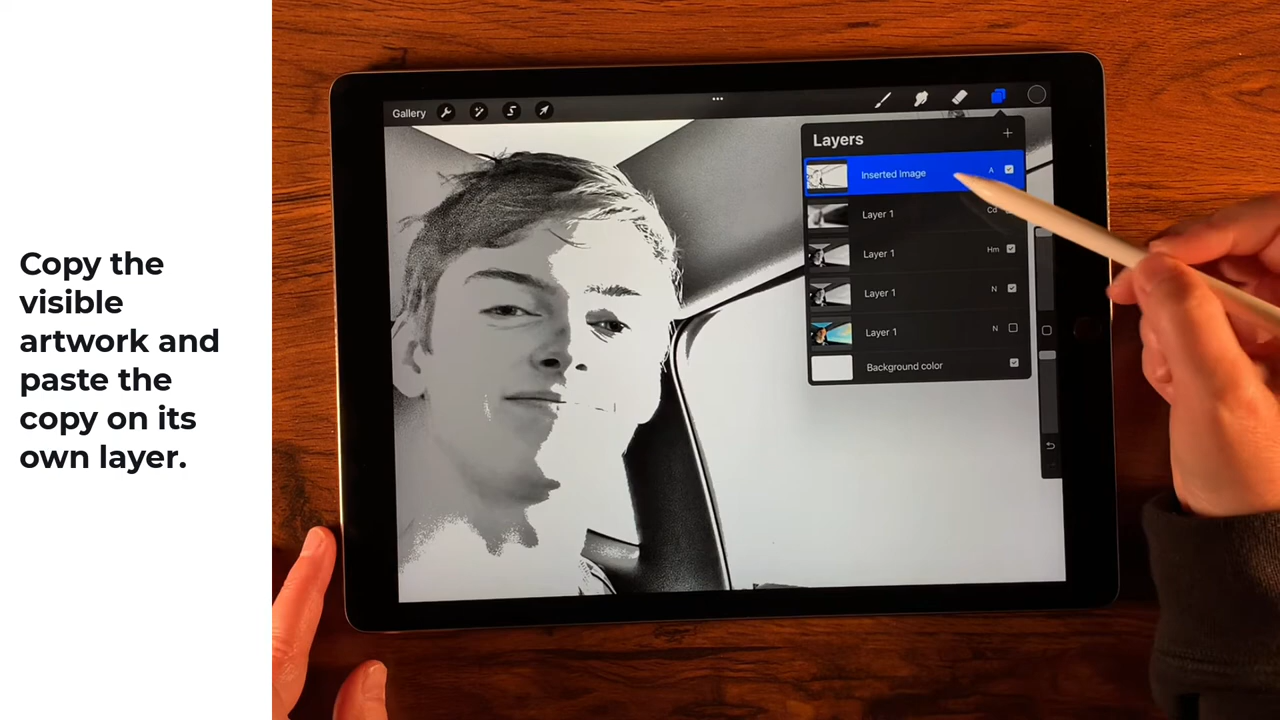 Copy the
visible
artwork and
paste the
copy on its
own layer.
Gallery
Layers
Inserted Image A
Layer 1 Cd
Layer 1 Hm
Layer 1 N
Layer 1 N
Background color